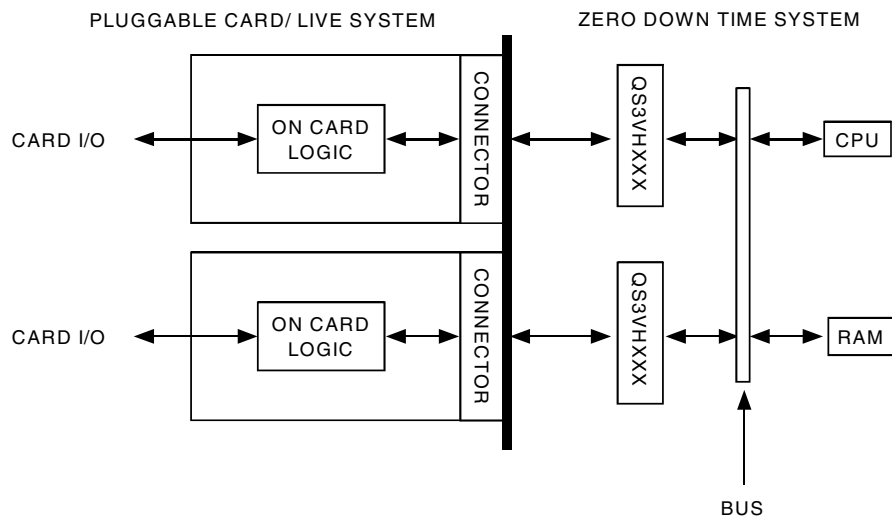 PLUGGABLE CARD/ LIVE SYSTEM
ZERO DOWN TIME SYSTEM
CARD I/O
ON CARD
LOGIC
CONNECTOR
QS3VHXXX
CPU
CARD I/O
ON CARD
LOGIC
CONNECTOR
QS3VHXXX
RAM
BUS